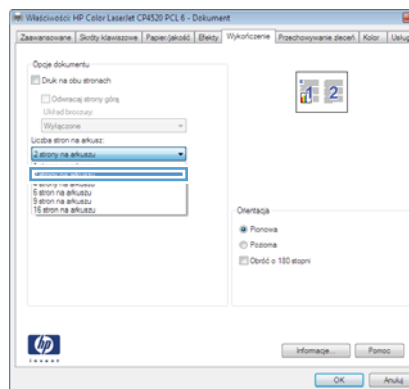 Właściwości: HP Color LaserJet CP4520 PCL 6 - Dokument
Zaawansowane Skróty klawiszowe Papier/jakość Efekty Wykończenie Przechowywanie zleceń Kolor Usług
Opcje dokumentu
Druk na obu stronach
Odwracaj strony górą
Układ broszury:
Wyłączone
Liczba stron na arkusz:
2 strony na arkuszu
4 strony na arkuszu
6 stron na arkuszu
9 stron na arkuszu
16 stron na arkuszu
1 2
Orientacja
Pionowa
Pozioma
Obróć o 180 stopni
hp
invent
Informacje... Pomoc
OK Anuluj